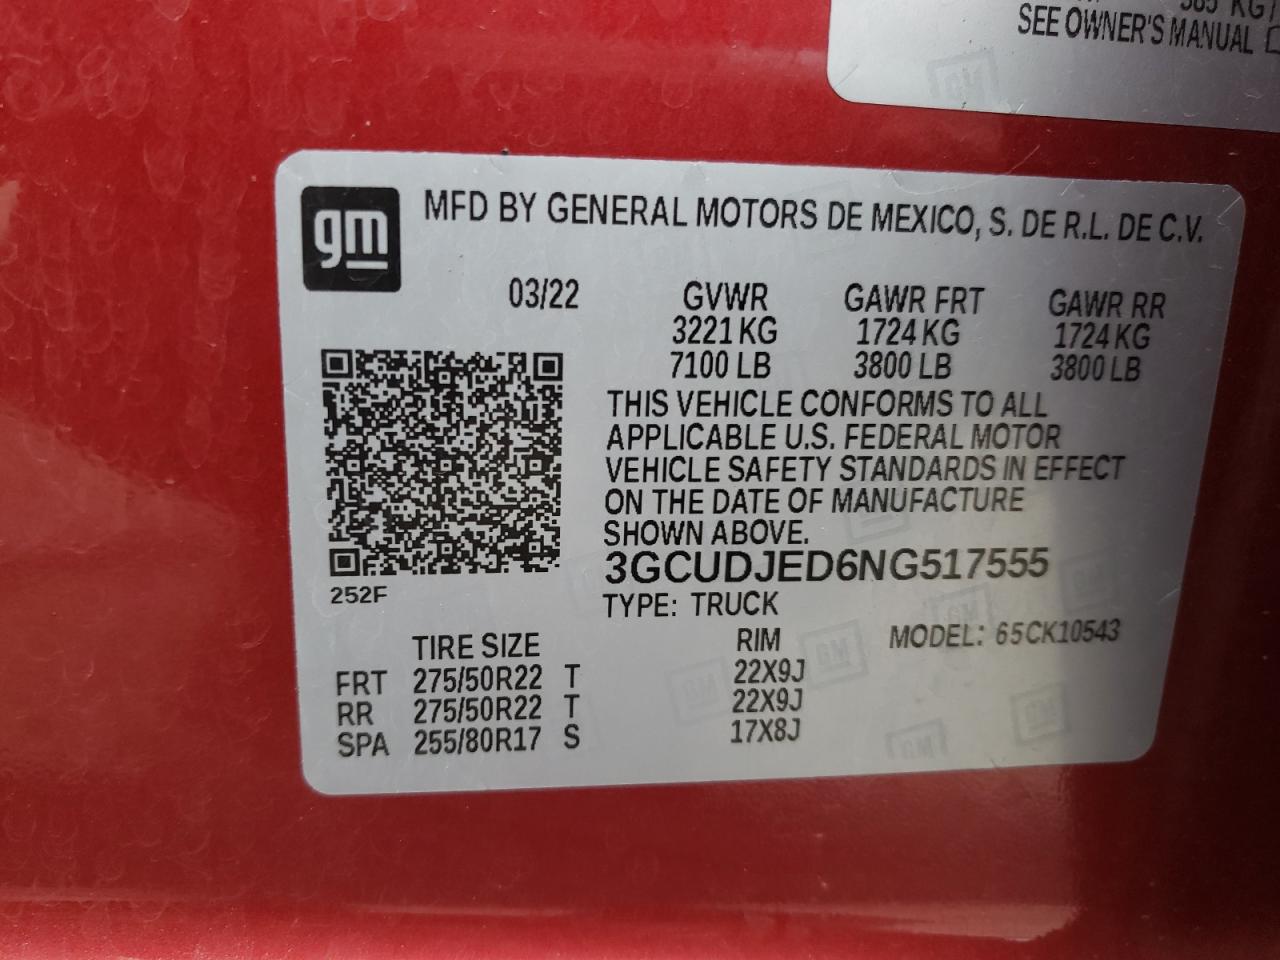 KG
SEE OWNER'S MANUAL
gm
MFD BY GENERAL MOTORS DE MEXICO, S. DE R.L. DE C.V.
03/22 GVWR GAWR FRT GAWR RR
3221 KG 1724 KG 1724 KG
7100 LB 3800 LB 3800 LB
THIS VEHICLE CONFORMS TO ALL
APPLICABLE U.S. FEDERAL MOTOR
VEHICLE SAFETY STANDARDS IN EFFECT
ON THE DATE OF MANUFACTURE
SHOWN ABOVE.
3GCUDJED6NG517555
252F
TYPE: TRUCK
TIRE SIZE RIM MODEL: 65CK10543
FRT 275/50R22 T 22X9J
RR 275/50R22 T 22X9J
SPA 255/80R17 S 17X8J